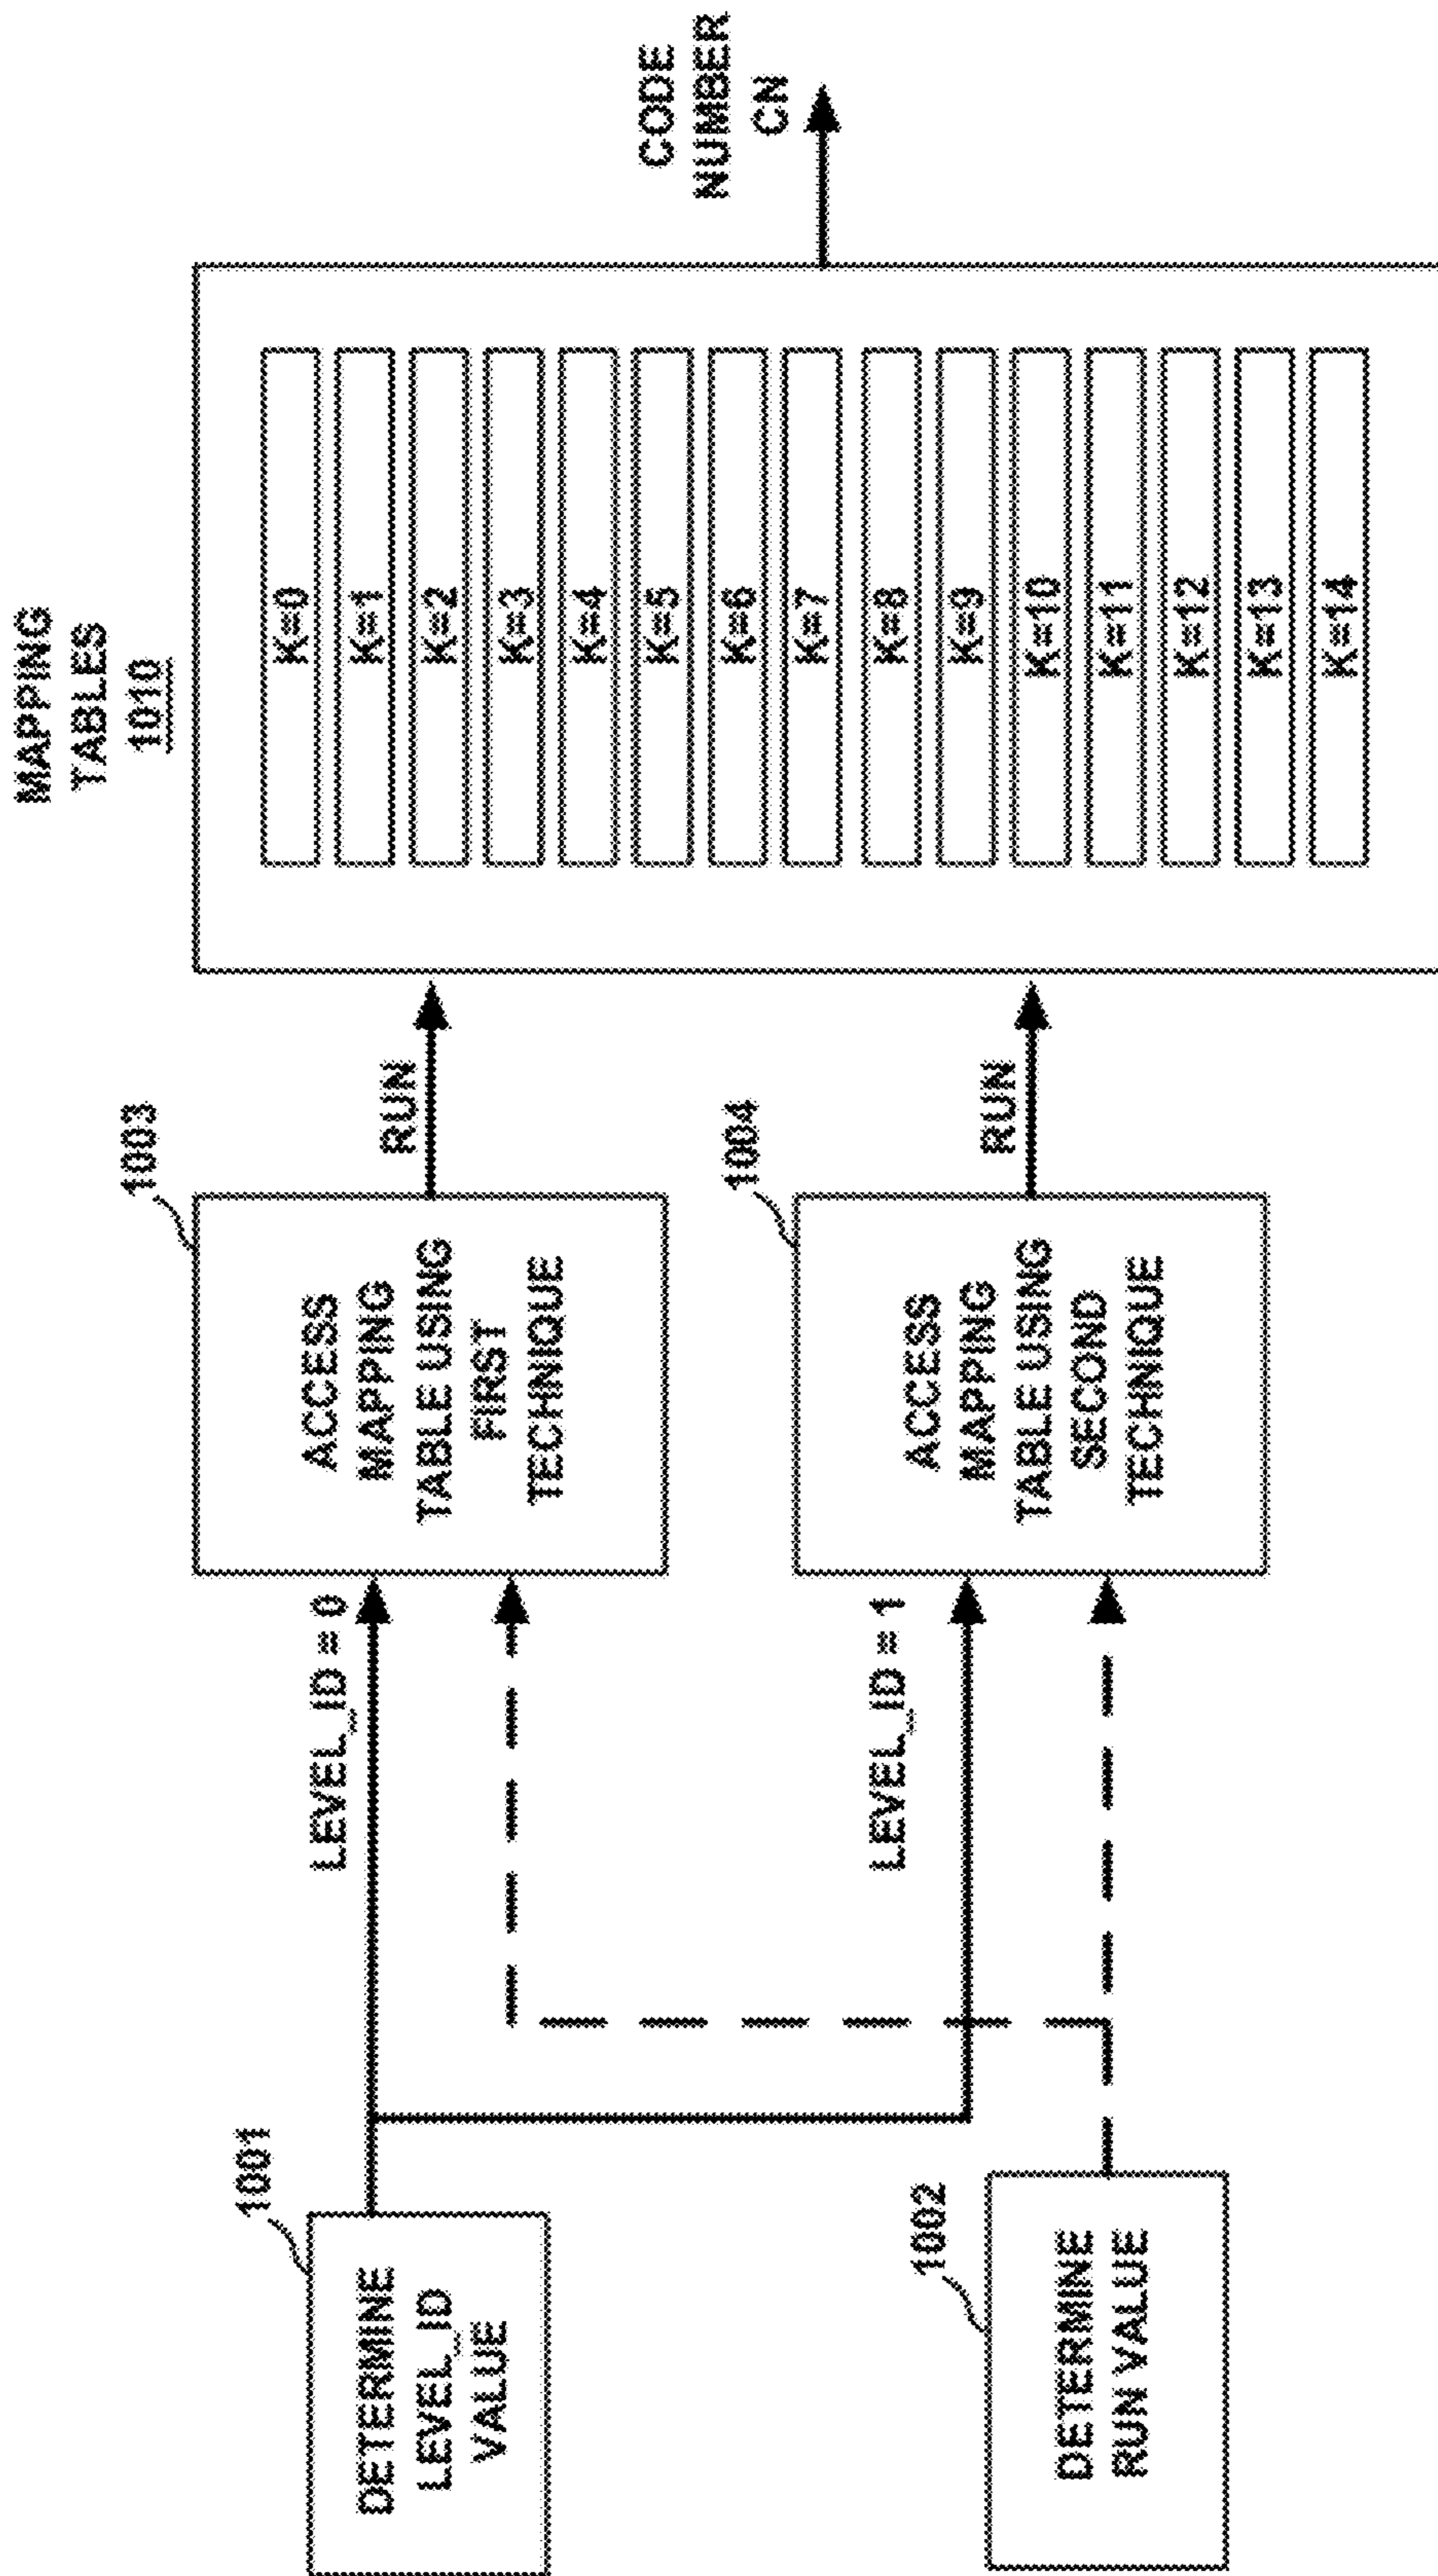 MAPPING
TABLES
1010
1001
DETERMINE
LEVEL_ID
VALUE
1002
DETERMINE
RUN VALUE
LEVEL_ID = 0
LEVEL_ID = 1
1003
ACCESS
MAPPING
TABLE USING
FIRST
TECHNIQUE
1004
ACCESS
MAPPING
TABLE USING
SECOND
TECHNIQUE
RUN
RUN
K=0
K=1
K=2
K=3
K=4
K=5
K=6
K=7
K=8
K=9
K=10
K=11
K=12
K=13
K=14
CODE
NUMBER
CN